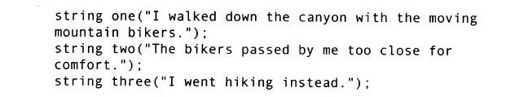 string one("I walked down the canyon with the moving
mountain bikers.");
string two("The bikers passed by me too close for
comfort.");
string three("I went hiking instead.");